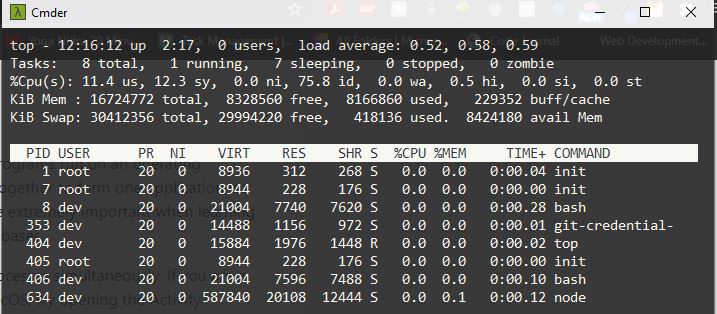 Cmder
top - 12:16:12 up  2:17,  0 users,  load average: 0.52, 0.58, 0.59
Tasks:   8 total,   1 running,   7 sleeping,   0 stopped,   0 zombie
%Cpu(s): 11.4 us, 12.3 sy,  0.0 ni, 75.8 id,  0.0 wa,  0.5 hi,  0.0 si,  0.0 st
KiB Mem : 16724772 total,  8328560 free,  8166860 used,   229352 buff/cache
KiB Swap: 30412356 total, 29994220 free,   418136 used.  8424180 avail Mem
PID USER      PR  NI    VIRT    RES    SHR S  %CPU %MEM     TIME+ COMMAND
1 root      20   0    8936    312    268 S   0.0  0.0   0:00.04 init
7 root      20   0    8944    228    176 S   0.0  0.0   0:00.00 init
8 dev       20   0   21004   7740   7620 S   0.0  0.0   0:00.28 bash
353 dev       20   0   14488   1156    972 S   0.0  0.0   0:00.01 git-credential-
404 dev       20   0   15884   1976   1448 R   0.0  0.0   0:00.02 top
405 root      20   0    8944    228    176 S   0.0  0.0   0:00.00 init
406 dev       20   0   21004   7596   7488 S   0.0  0.0   0:00.10 bash
634 dev       20   0  587840  20108  12444 S   0.0  0.1   0:00.12 node